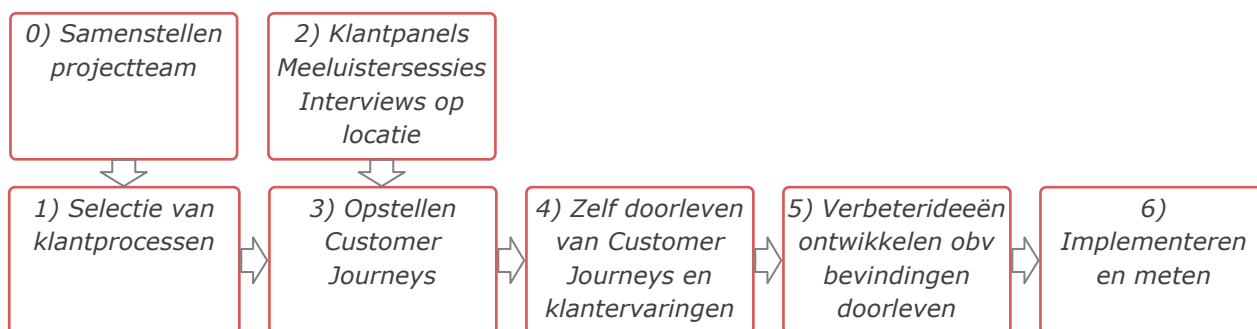 0) Samenstellen
projectteam
2) Klantpanels
Meeluistersessies
Interviews op
locatie
1) Selectie van
klantprocessen
3) Opstellen
Customer
Journeys
4) Zelf doorleven
van Customer
Journeys en
klantervaringen
5) Verbeterideeën
ontwikkelen obv
bevindingen
doorleven
6)
Implementeren
en meten